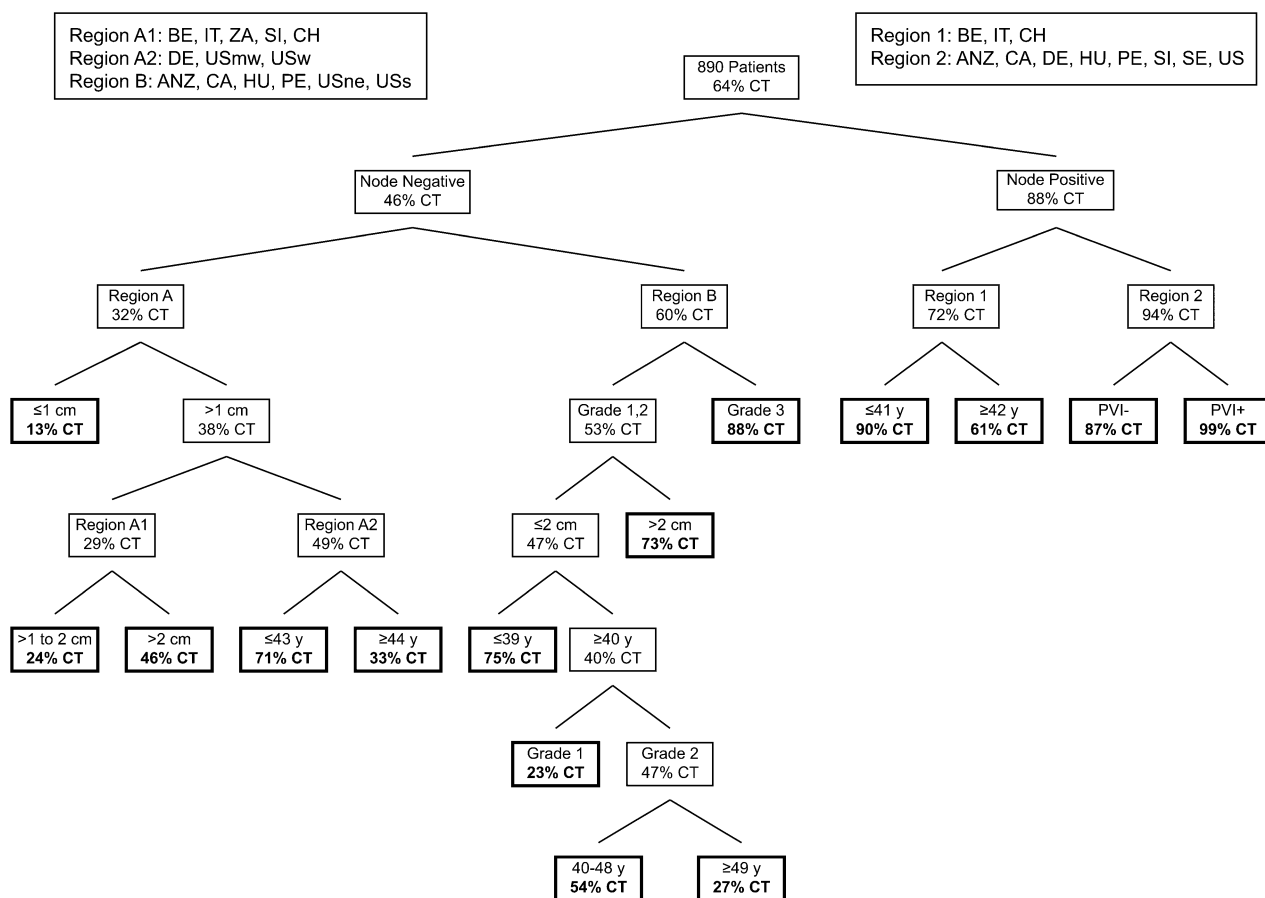 Region A1: BE, IT, ZA, SI, CH
Region A2: DE, USmw, USw
Region B: ANZ, CA, HU, PE, USne, USs
Region 1: BE, IT, CH
Region 2: ANZ, CA, DE, HU, PE, SI, SE, US
890 Patients
64% CT
Node Negative
46% CT
Node Positive
88% CT
Region A
32% CT
Region B
60% CT
Region 1
72% CT
Region 2
94% CT
≤1 cm
13% CT
>1 cm
38% CT
Grade 1,2
53% CT
Grade 3
88% CT
≤41 y
90% CT
≥42 y
61% CT
PVI-
87% CT
PVI+
99% CT
Region A1
29% CT
Region A2
49% CT
≤2 cm
47% CT
>2 cm
73% CT
>1 to 2 cm
24% CT
>2 cm
46% CT
≤43 y
71% CT
≥44 y
33% CT
≤39 y
75% CT
≥40 y
40% CT
Grade 1
23% CT
Grade 2
47% CT
40-48 y
54% CT
≥49 y
27% CT